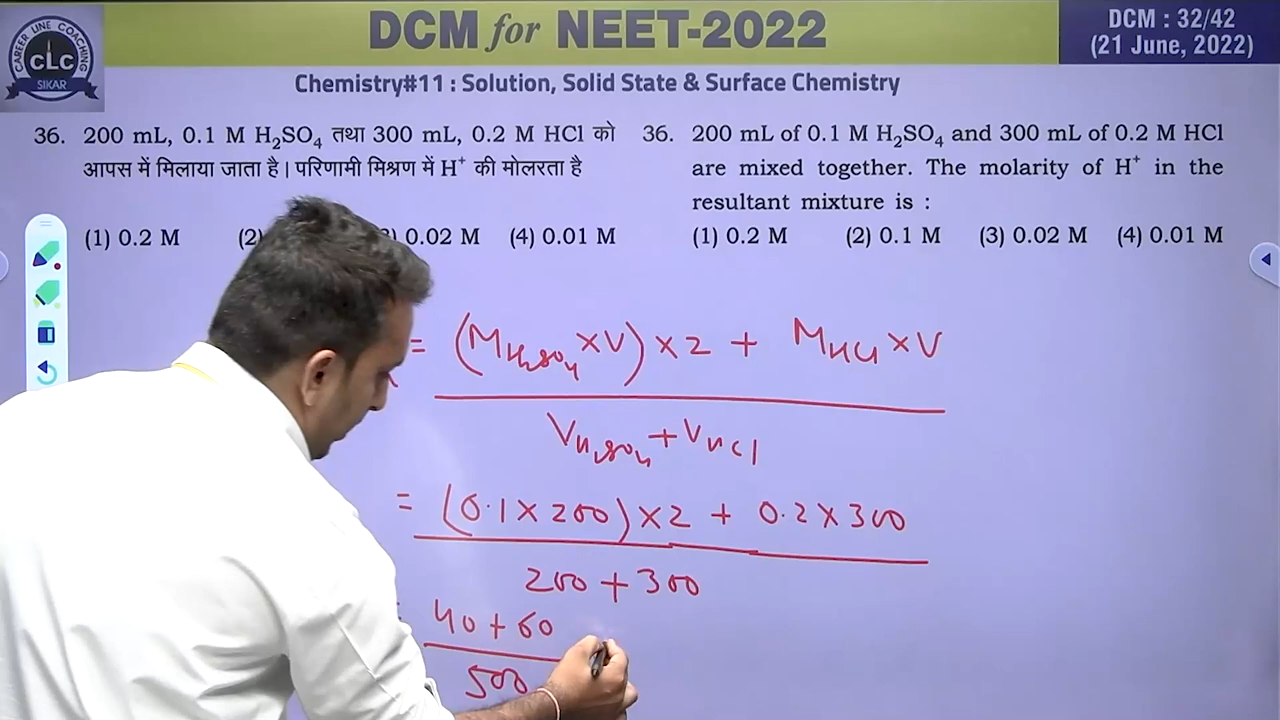 DCM for NEET-2022
DCM : 32/42
(21 June, 2022)
CAREER LINE COACHING
CLC
SIKAR
Chemistry#11 : Solution, Solid State & Surface Chemistry
36. 200 mL, 0.1 M H₂SO₄ तथा 300 mL, 0.2 M HCl को
आपस में मिलाया जाता है। परिणामी मिश्रण में H⁺ की मोलरता है
(1) 0.2 M (2) 0.02 M (4) 0.01 M
36. 200 mL of 0.1 M H₂SO₄ and 300 mL of 0.2 M HCl
are mixed together. The molarity of H⁺ in the
resultant mixture is :
(1) 0.2 M (2) 0.1 M (3) 0.02 M (4) 0.01 M
= (M_H₂SO₄ × V) × 2 + M_HCl × V
V_H₂SO₄ + V_HCl
= (0.1 × 200) × 2 + 0.2 × 300
200 + 300
40 + 60
500